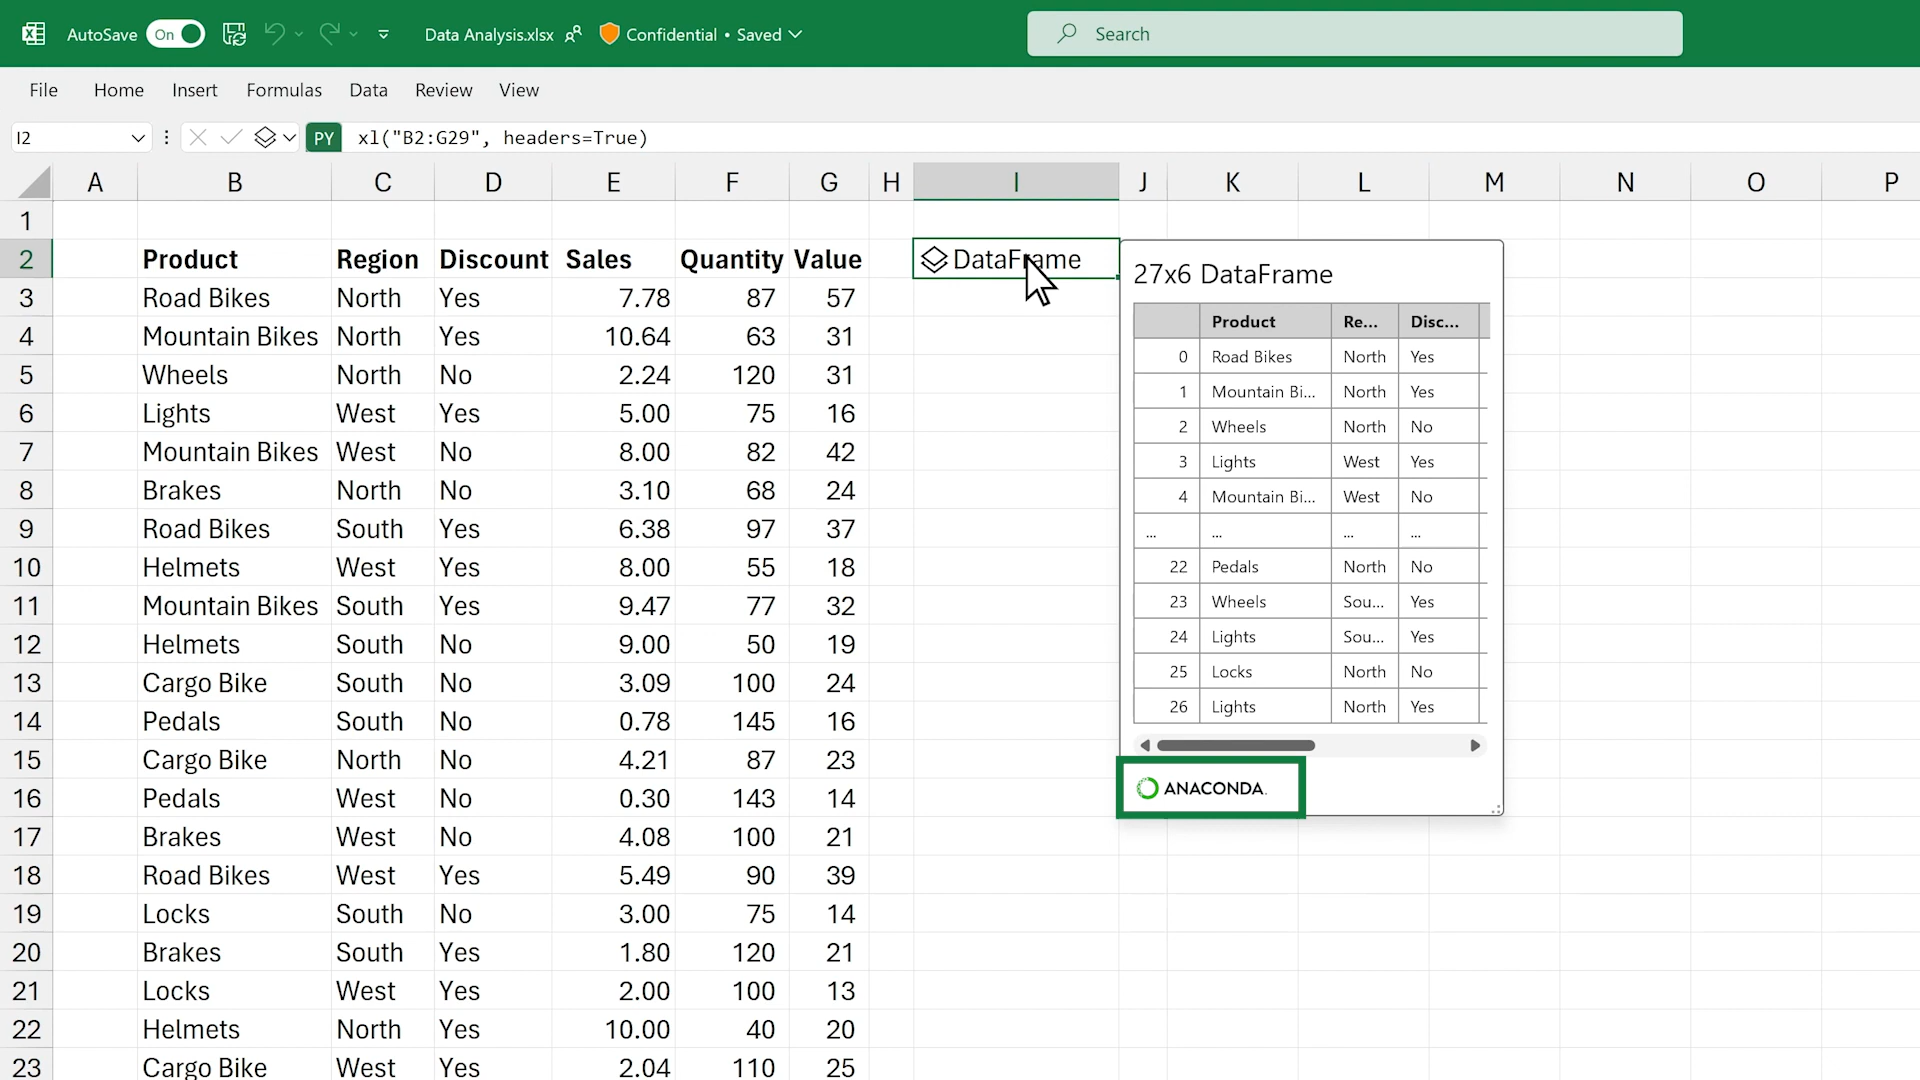 AutoSave On Data Analysis.xlsx Confidential • Saved Search
File Home Insert Formulas Data Review View
I2 PY xl("B2:G29", headers=True)
A B C D E F G H I J K L M N O P
1
2 Product Region Discount Sales Quantity Value DataFrame
3 Road Bikes North Yes 7.78 87 57
4 Mountain Bikes North Yes 10.64 63 31
5 Wheels North No 2.24 120 31
6 Lights West Yes 5.00 75 16
7 Mountain Bikes West No 8.00 82 42
8 Brakes North No 3.10 68 24
9 Road Bikes South Yes 6.38 97 37
10 Helmets West Yes 8.00 55 18
11 Mountain Bikes South Yes 9.47 77 32
12 Helmets South No 9.00 50 19
13 Cargo Bike South No 3.09 100 24
14 Pedals South No 0.78 145 16
15 Cargo Bike North No 4.21 87 23
16 Pedals West No 0.30 143 14
17 Brakes West No 4.08 100 21
18 Road Bikes West Yes 5.49 90 39
19 Locks South No 3.00 75 14
20 Brakes South Yes 1.80 120 21
21 Locks West Yes 2.00 100 13
22 Helmets North Yes 10.00 40 20
23 Cargo Bike West Yes 2.04 110 25
27x6 DataFrame
Product Re... Disc...
0 Road Bikes North Yes
1 Mountain Bi... North Yes
2 Wheels North No
3 Lights West Yes
4 Mountain Bi... West No
... ... ... ...
22 Pedals North No
23 Wheels Sou... Yes
24 Lights Sou... Yes
25 Locks North No
26 Lights North Yes
ANACONDA.